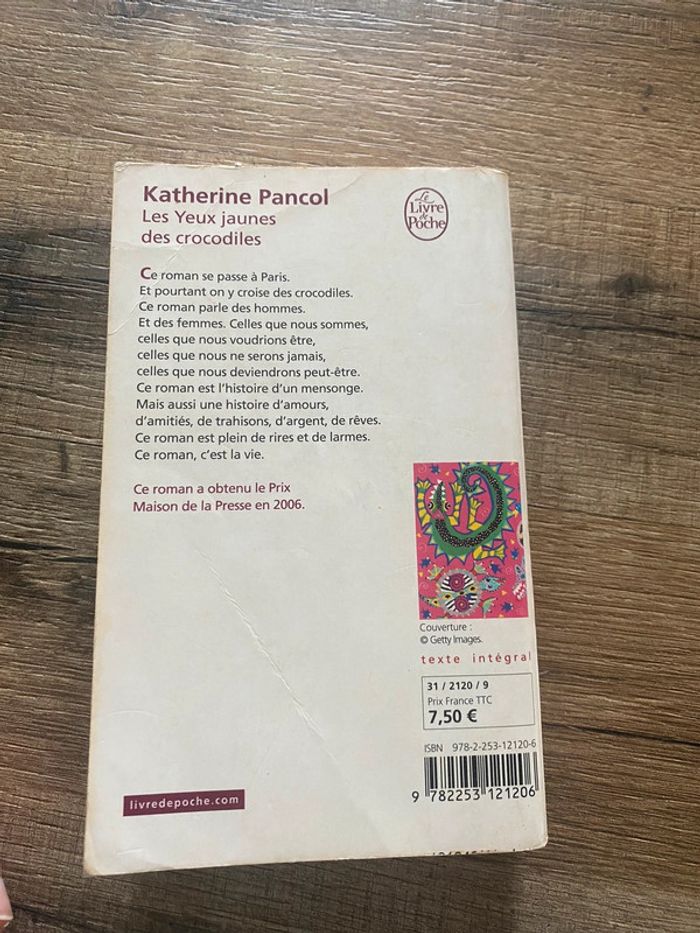 Katherine Pancol
Les Yeux jaunes
des crocodiles
Le
Livre
de
Poche
Ce roman se passe à Paris.
Et pourtant on y croise des crocodiles.
Ce roman parle des hommes.
Et des femmes. Celles que nous sommes,
celles que nous voudrions être,
celles que nous ne serons jamais,
celles que nous deviendrons peut-être.
Ce roman est l'histoire d'un mensonge.
Mais aussi une histoire d'amours,
d'amitiés, de trahisons, d'argent, de rêves.
Ce roman est plein de rires et de larmes.
Ce roman, c'est la vie.
Ce roman a obtenu le Prix
Maison de la Presse en 2006.
Couverture :
© Getty Images.
texte intégral
31 / 2120 / 9
Prix France TTC
7,50 €
ISBN 978-2-253-12120-6
9 782253 121206
livredepoche.com